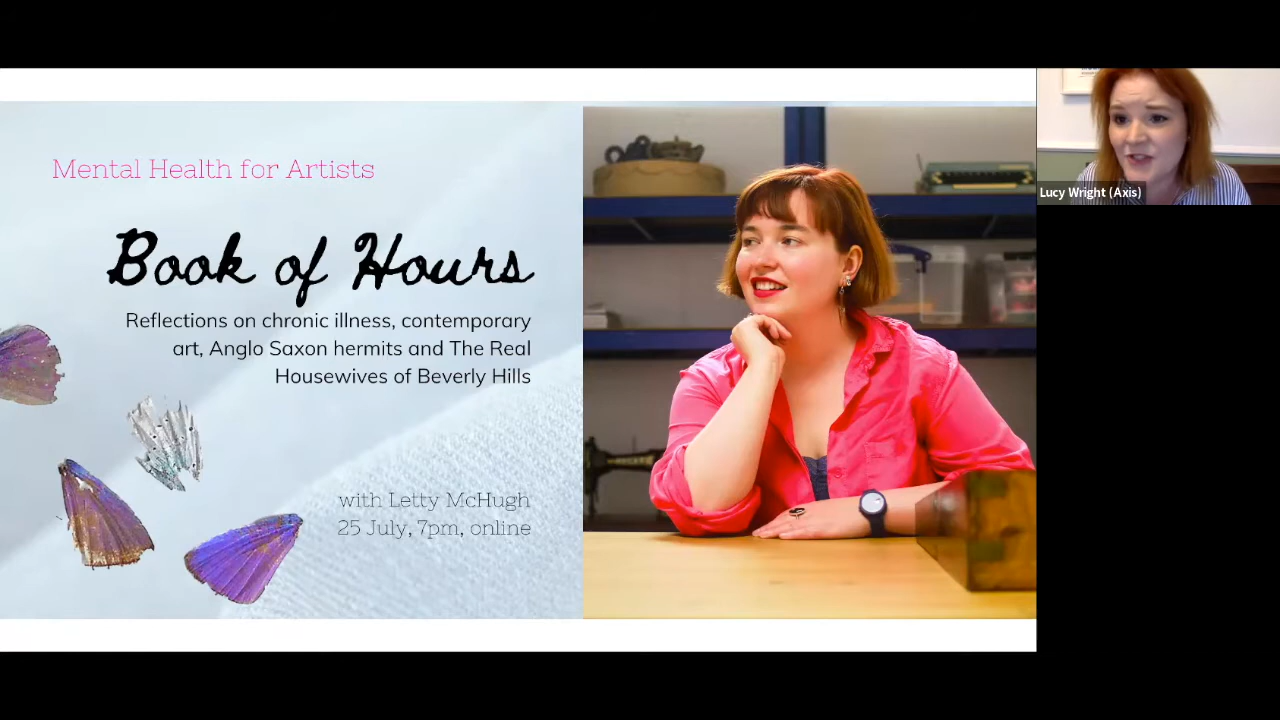 Mental Health for Artists
Book of Hours
Reflections on chronic illness, contemporary
art, Anglo Saxon hermits and The Real
Housewives of Beverly Hills
with Letty McHugh
25 July, 7pm, online
Lucy Wright (Axis)